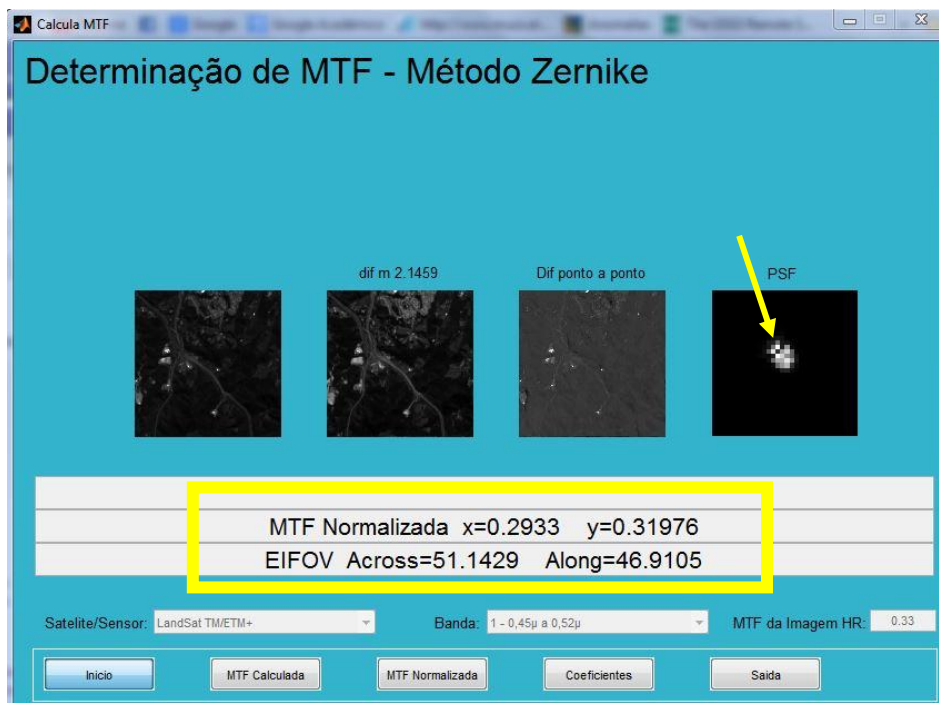 Calcula MTF
Determinação de MTF - Método Zernike
dif m 2.1459 Dif ponto a ponto PSF
MTF Normalizada x=0.2933 y=0.31976
EIFOV Across=51.1429 Along=46.9105
Satelite/Sensor: LandSat TM/ETM+ Banda: 1 - 0,45µ a 0,52µ MTF da Imagem HR: 0.33
Inicio MTF Calculada MTF Normalizada Coeficientes Saida